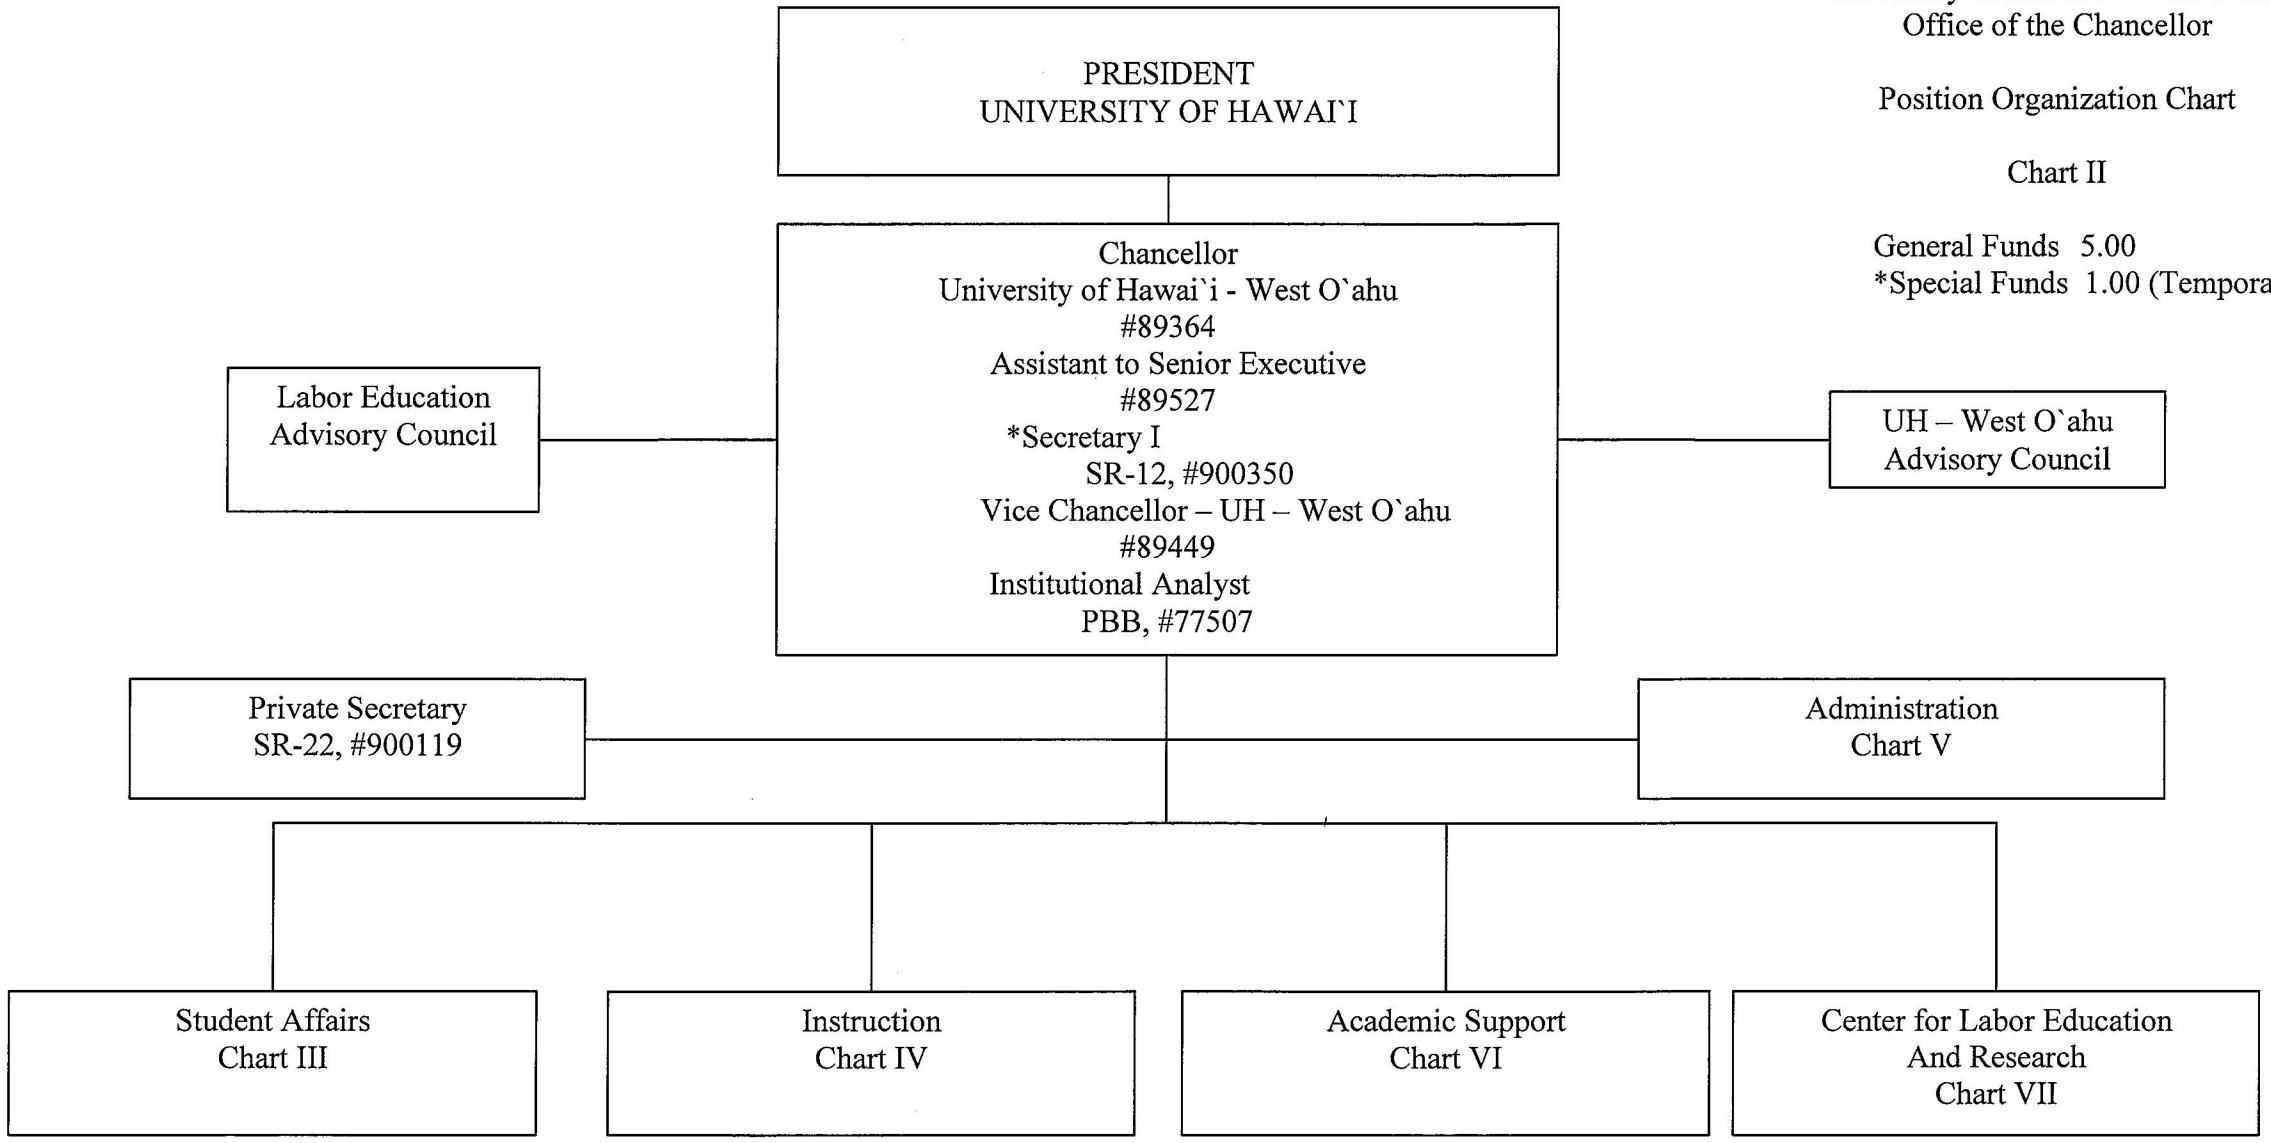 Office of the Chancellor
Position Organization Chart
Chart II
General Funds 5.00
*Special Funds 1.00
PRESIDENT
UNIVERSITY OF HAWAI`I
Chancellor
University of Hawai`i - West O`ahu
#89364
Assistant to Senior Executive
#89527
*Secretary I
SR-12, #900350
Vice Chancellor – UH – West O`ahu
#89449
Institutional Analyst
PBB, #77507
Labor Education
Advisory Council
UH – West O`ahu
Advisory Council
Private Secretary
SR-22, #900119
Administration
Chart V
Student Affairs
Chart III
Instruction
Chart IV
Academic Support
Chart VI
Center for Labor Education
And Research
Chart VII